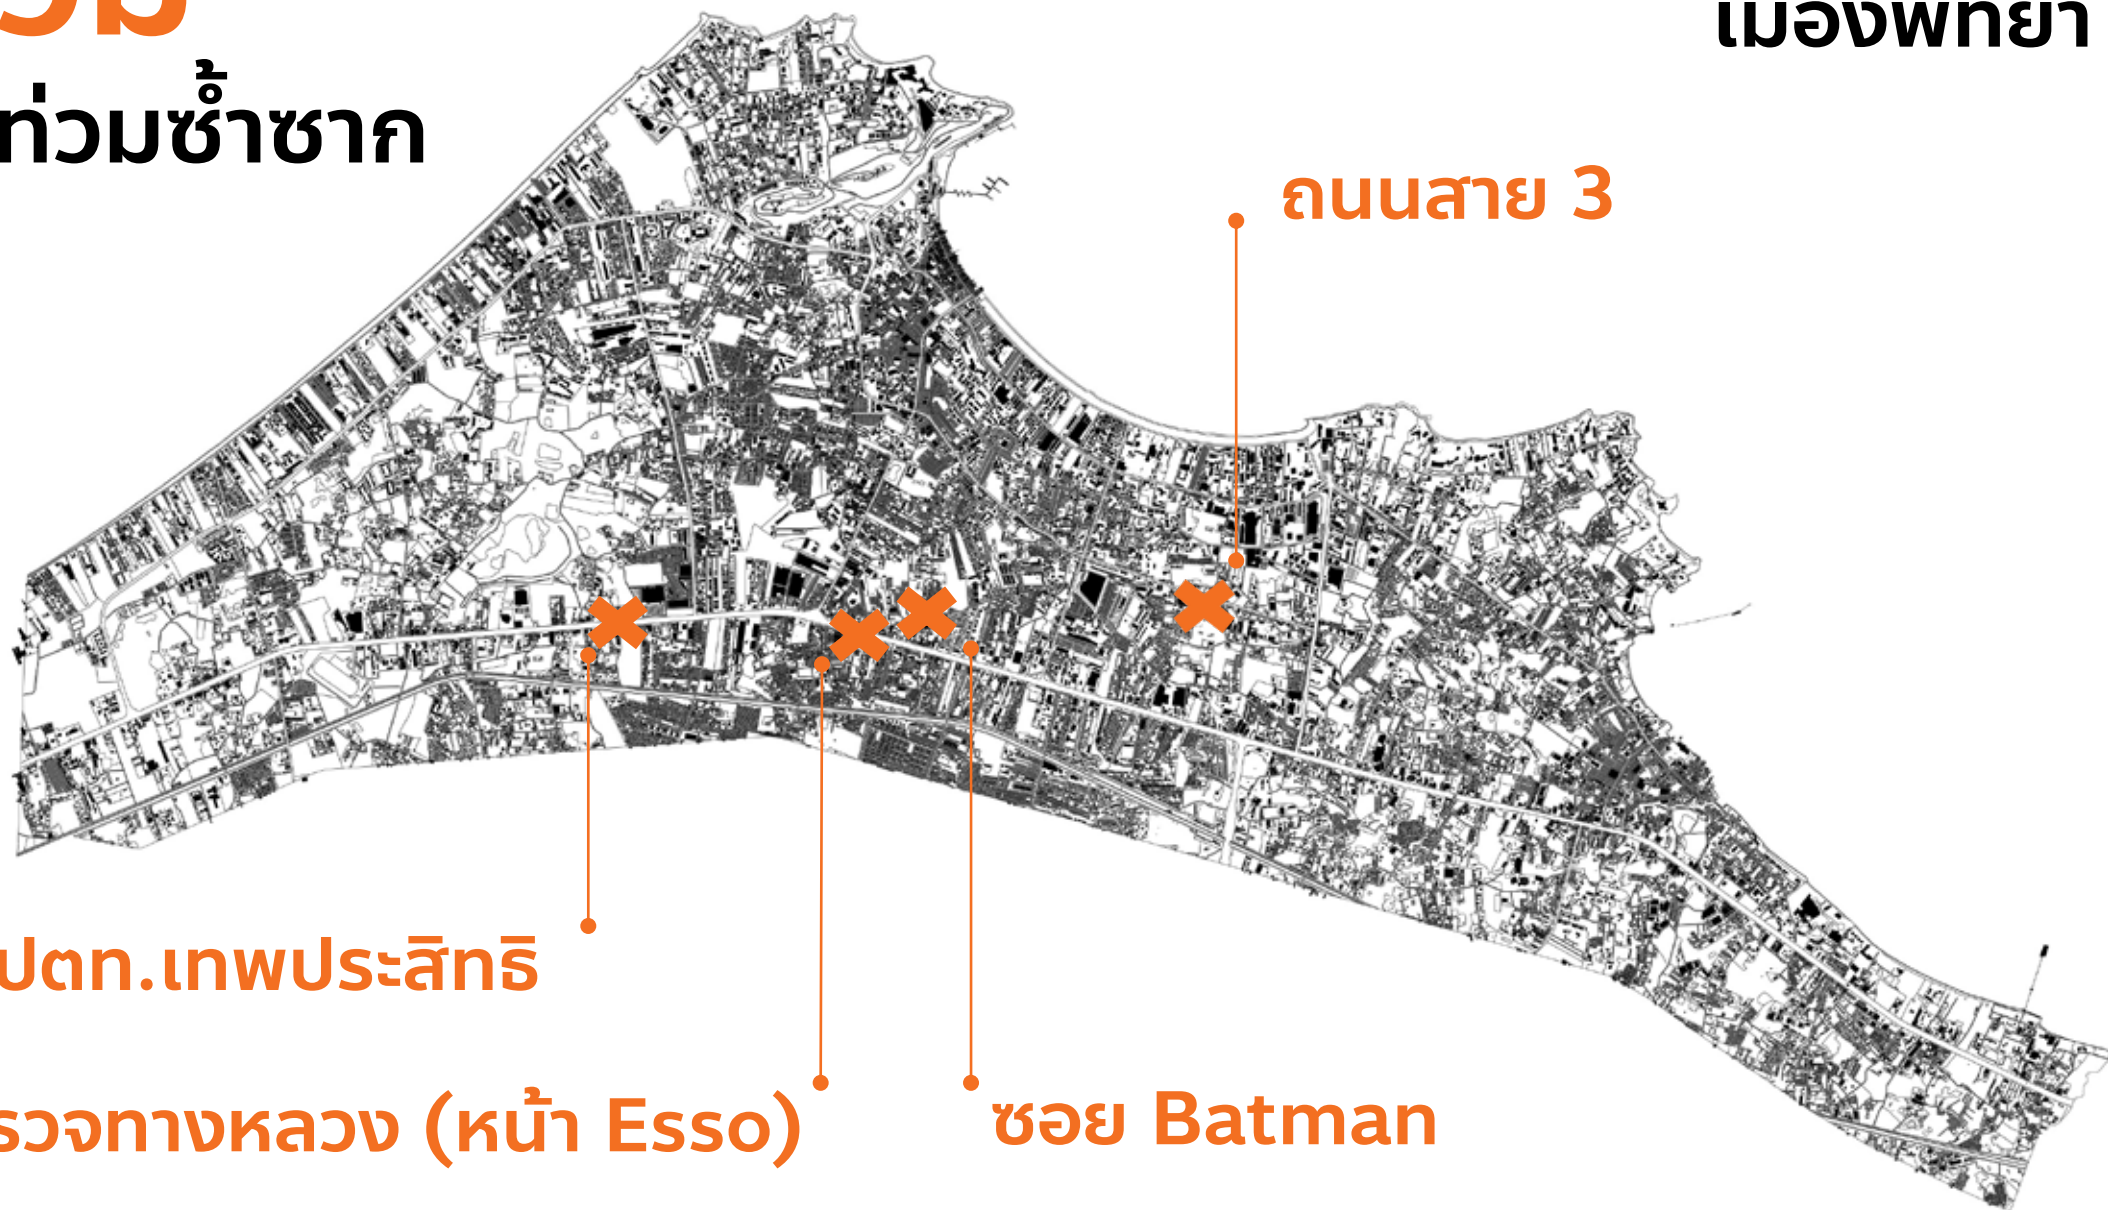 เมืองพัทยา
ท่วมซ้ำซาก
ถนนสาย 3
ปตท.เทพประสิทธิ
รวจทางหลวง (หน้า Esso)
ซอย Batman